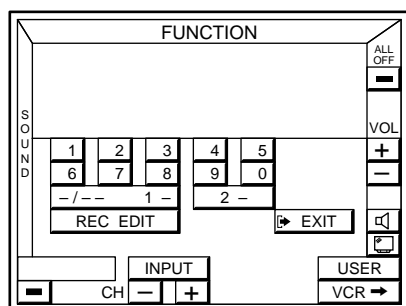 FUNCTION
ALL
OFF
SOUND
VOL
1 2 3 4 5
+
6 7 8 9 0
–
–/–– 1 – 2 –
REC EDIT
EXIT
INPUT
USER
CH – +
VCR →